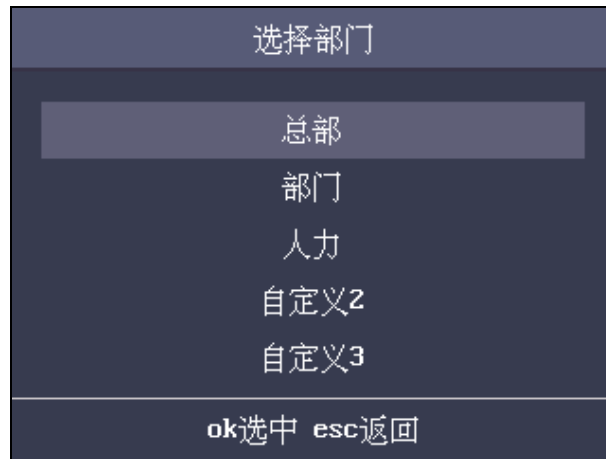 选择部门
总部
部门
人力
自定义2
自定义3
ok选中 esc返回